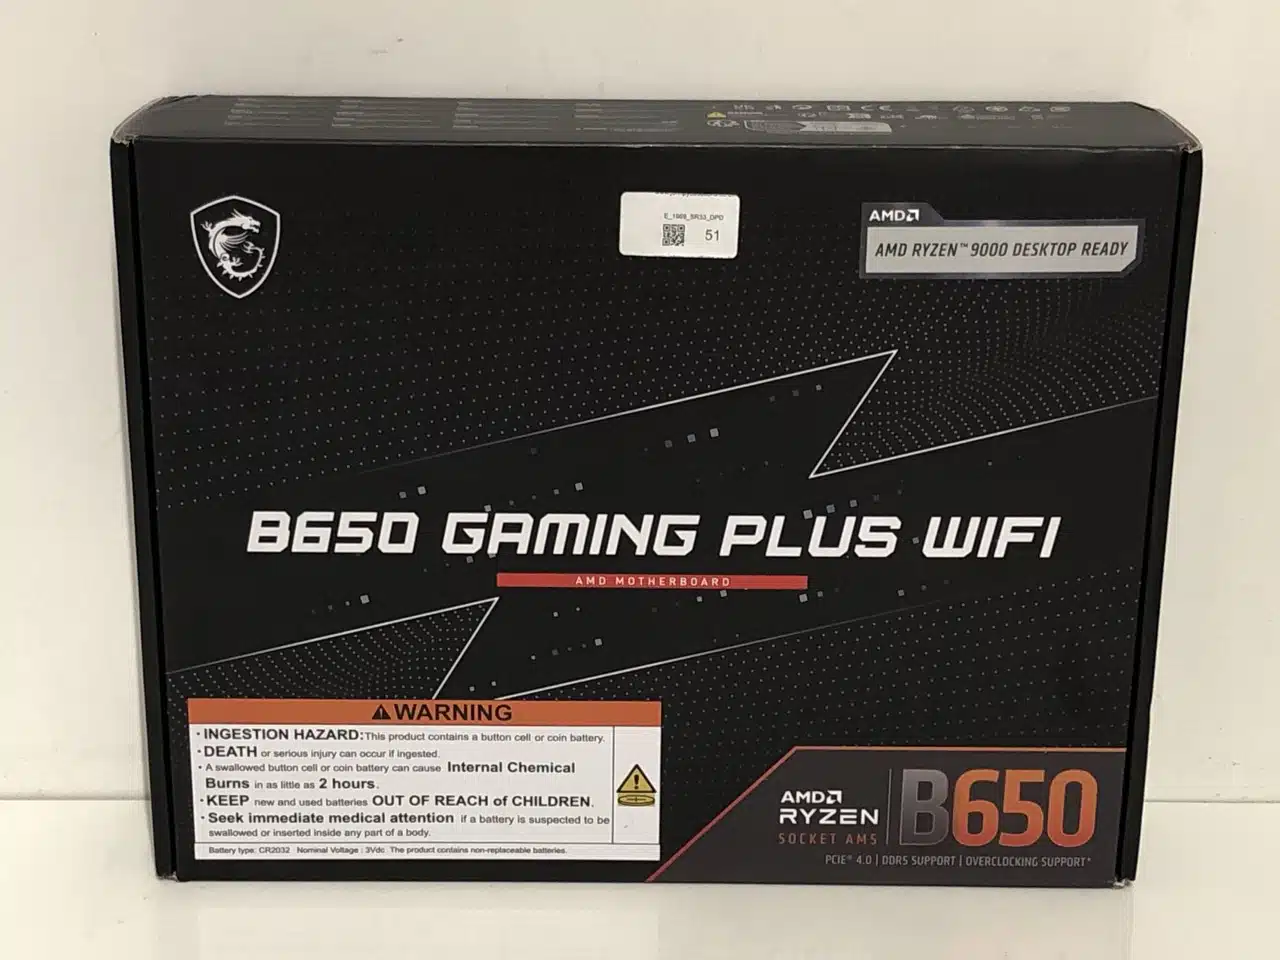 E_1669_SR33_DPD
51
AMD
AMD RYZEN™ 9000 DESKTOP READY
B650 GAMING PLUS WIFI
AMD MOTHERBOARD
WARNING
· INGESTION HAZARD: This product contains a button cell or coin battery.
· DEATH or serious injury can occur if ingested.
· A swallowed button cell or coin battery can cause Internal Chemical
Burns in as little as 2 hours.
· KEEP new and used batteries OUT OF REACH of CHILDREN.
· Seek immediate medical attention if a battery is suspected to be
swallowed or inserted inside any part of a body.
Battery type: CR2032 Nominal Voltage : 3Vdc The product contains non-replaceable batteries.
AMD
RYZEN
SOCKET AM5
B650
PCIE® 4.0 | DDR5 SUPPORT | OVERCLOCKING SUPPORT*